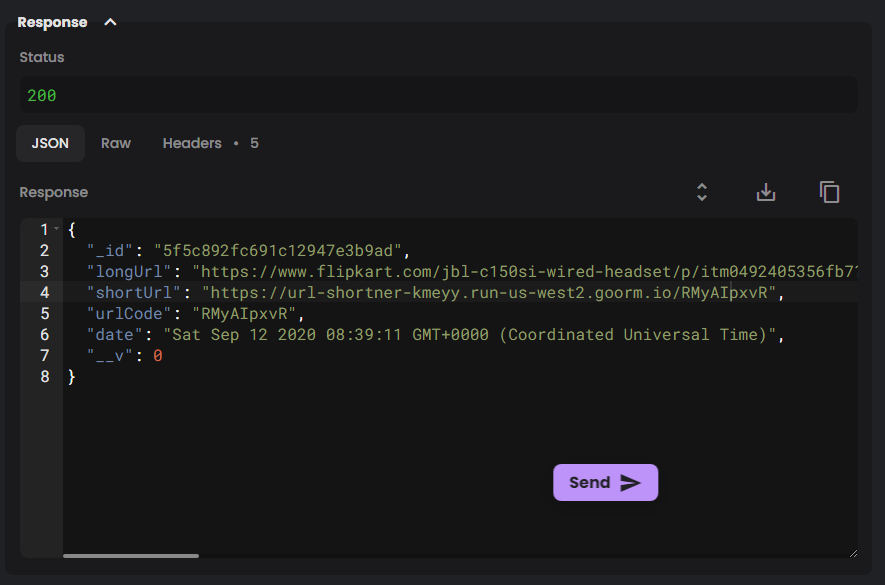 Response
Status
200
JSON Raw Headers • 5
Response
1 {
2 "_id": "5f5c892fc691c12947e3b9ad",
3 "longUrl": "https://www.flipkart.com/jbl-c150si-wired-headset/p/itm0492405356fb7
4 "shortUrl": "https://url-shortner-kmeyy.run-us-west2.goorm.io/RMyAIpxvR",
5 "urlCode": "RMyAIpxvR",
6 "date": "Sat Sep 12 2020 08:39:11 GMT+0000 (Coordinated Universal Time)",
7 "__v": 0
8 }
Send